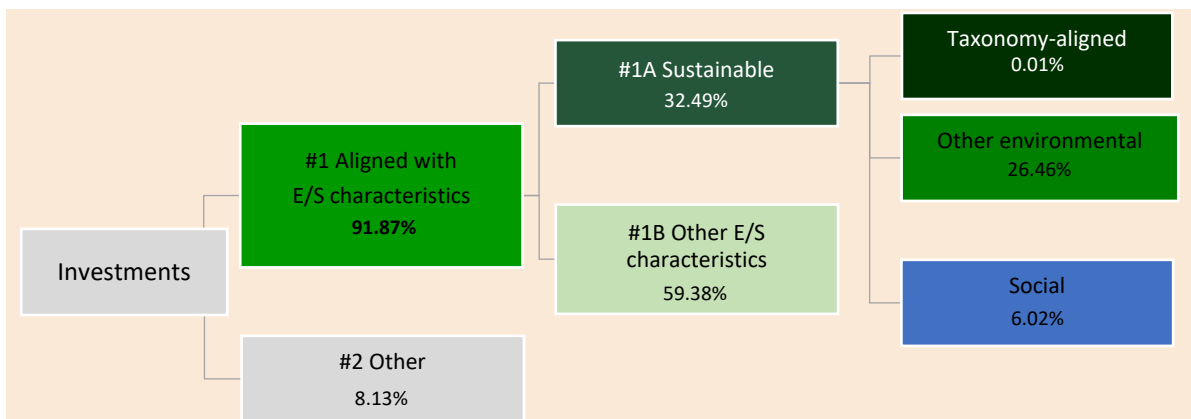 Investments
#1 Aligned with
E/S characteristics
91.87%
#2 Other
8.13%
#1A Sustainable
32.49%
#1B Other E/S
characteristics
59.38%
Taxonomy-aligned
0.01%
Other environmental
26.46%
Social
6.02%